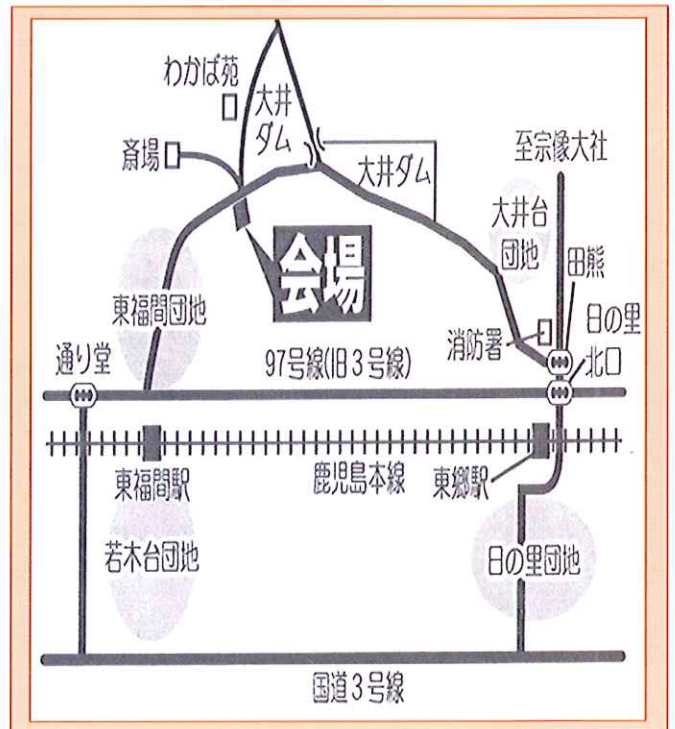 わかば苑
大井
ダム
斎場
大井ダム
至宗像大社
大井台
団地
田熊
会場
東福間団地
消防署
日の里
北口
通り堂
97号線(旧3号線)
東福間駅
鹿児島本線
東郷駅
若木台団地
日の里団地
国道3号線